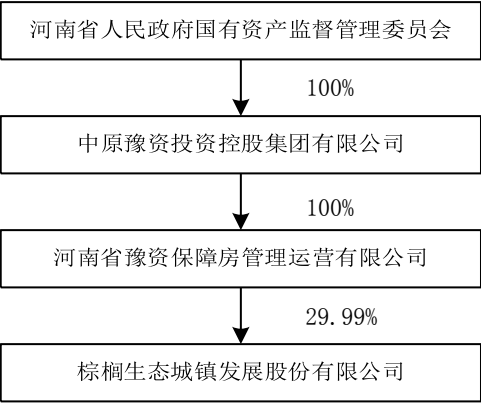 河南省人民政府国有资产监督管理委员会
100%
中原豫资投资控股集团有限公司
100%
河南省豫资保障房管理运营有限公司
29.99%
棕榈生态城镇发展股份有限公司